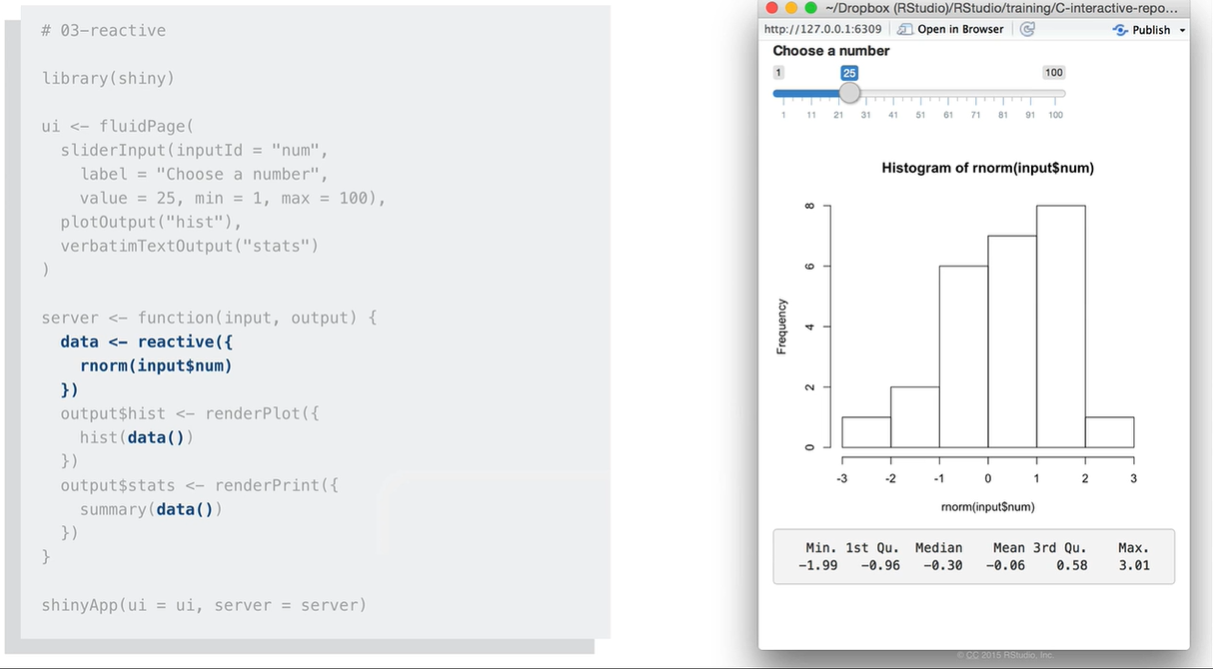 # 03-reactive
library(shiny)
ui <- fluidPage(
sliderInput(inputId = "num",
label = "Choose a number",
value = 25, min = 1, max = 100),
plotOutput("hist"),
verbatimTextOutput("stats")
)
server <- function(input, output) {
data <- reactive({
rnorm(input$num)
})
output$hist <- renderPlot({
hist(data())
})
output$stats <- renderPrint({
summary(data())
})
}
shinyApp(ui = ui, server = server)
~/Dropbox (RStudio)/RStudio/training/C-interactive-repo...
http://127.0.0.1:6309 Open in Browser Publish
Choose a number
1 25 100
1 11 21 31 41 51 61 71 81 91 100
Histogram of rnorm(input$num)
Frequency
8
6
4
2
0
-3 -2 -1 0 1 2 3
rnorm(input$num)
Min. 1st Qu. Median Mean 3rd Qu. Max.
-1.99 -0.96 -0.30 -0.06 0.58 3.01
© CC 2015 RStudio, Inc.